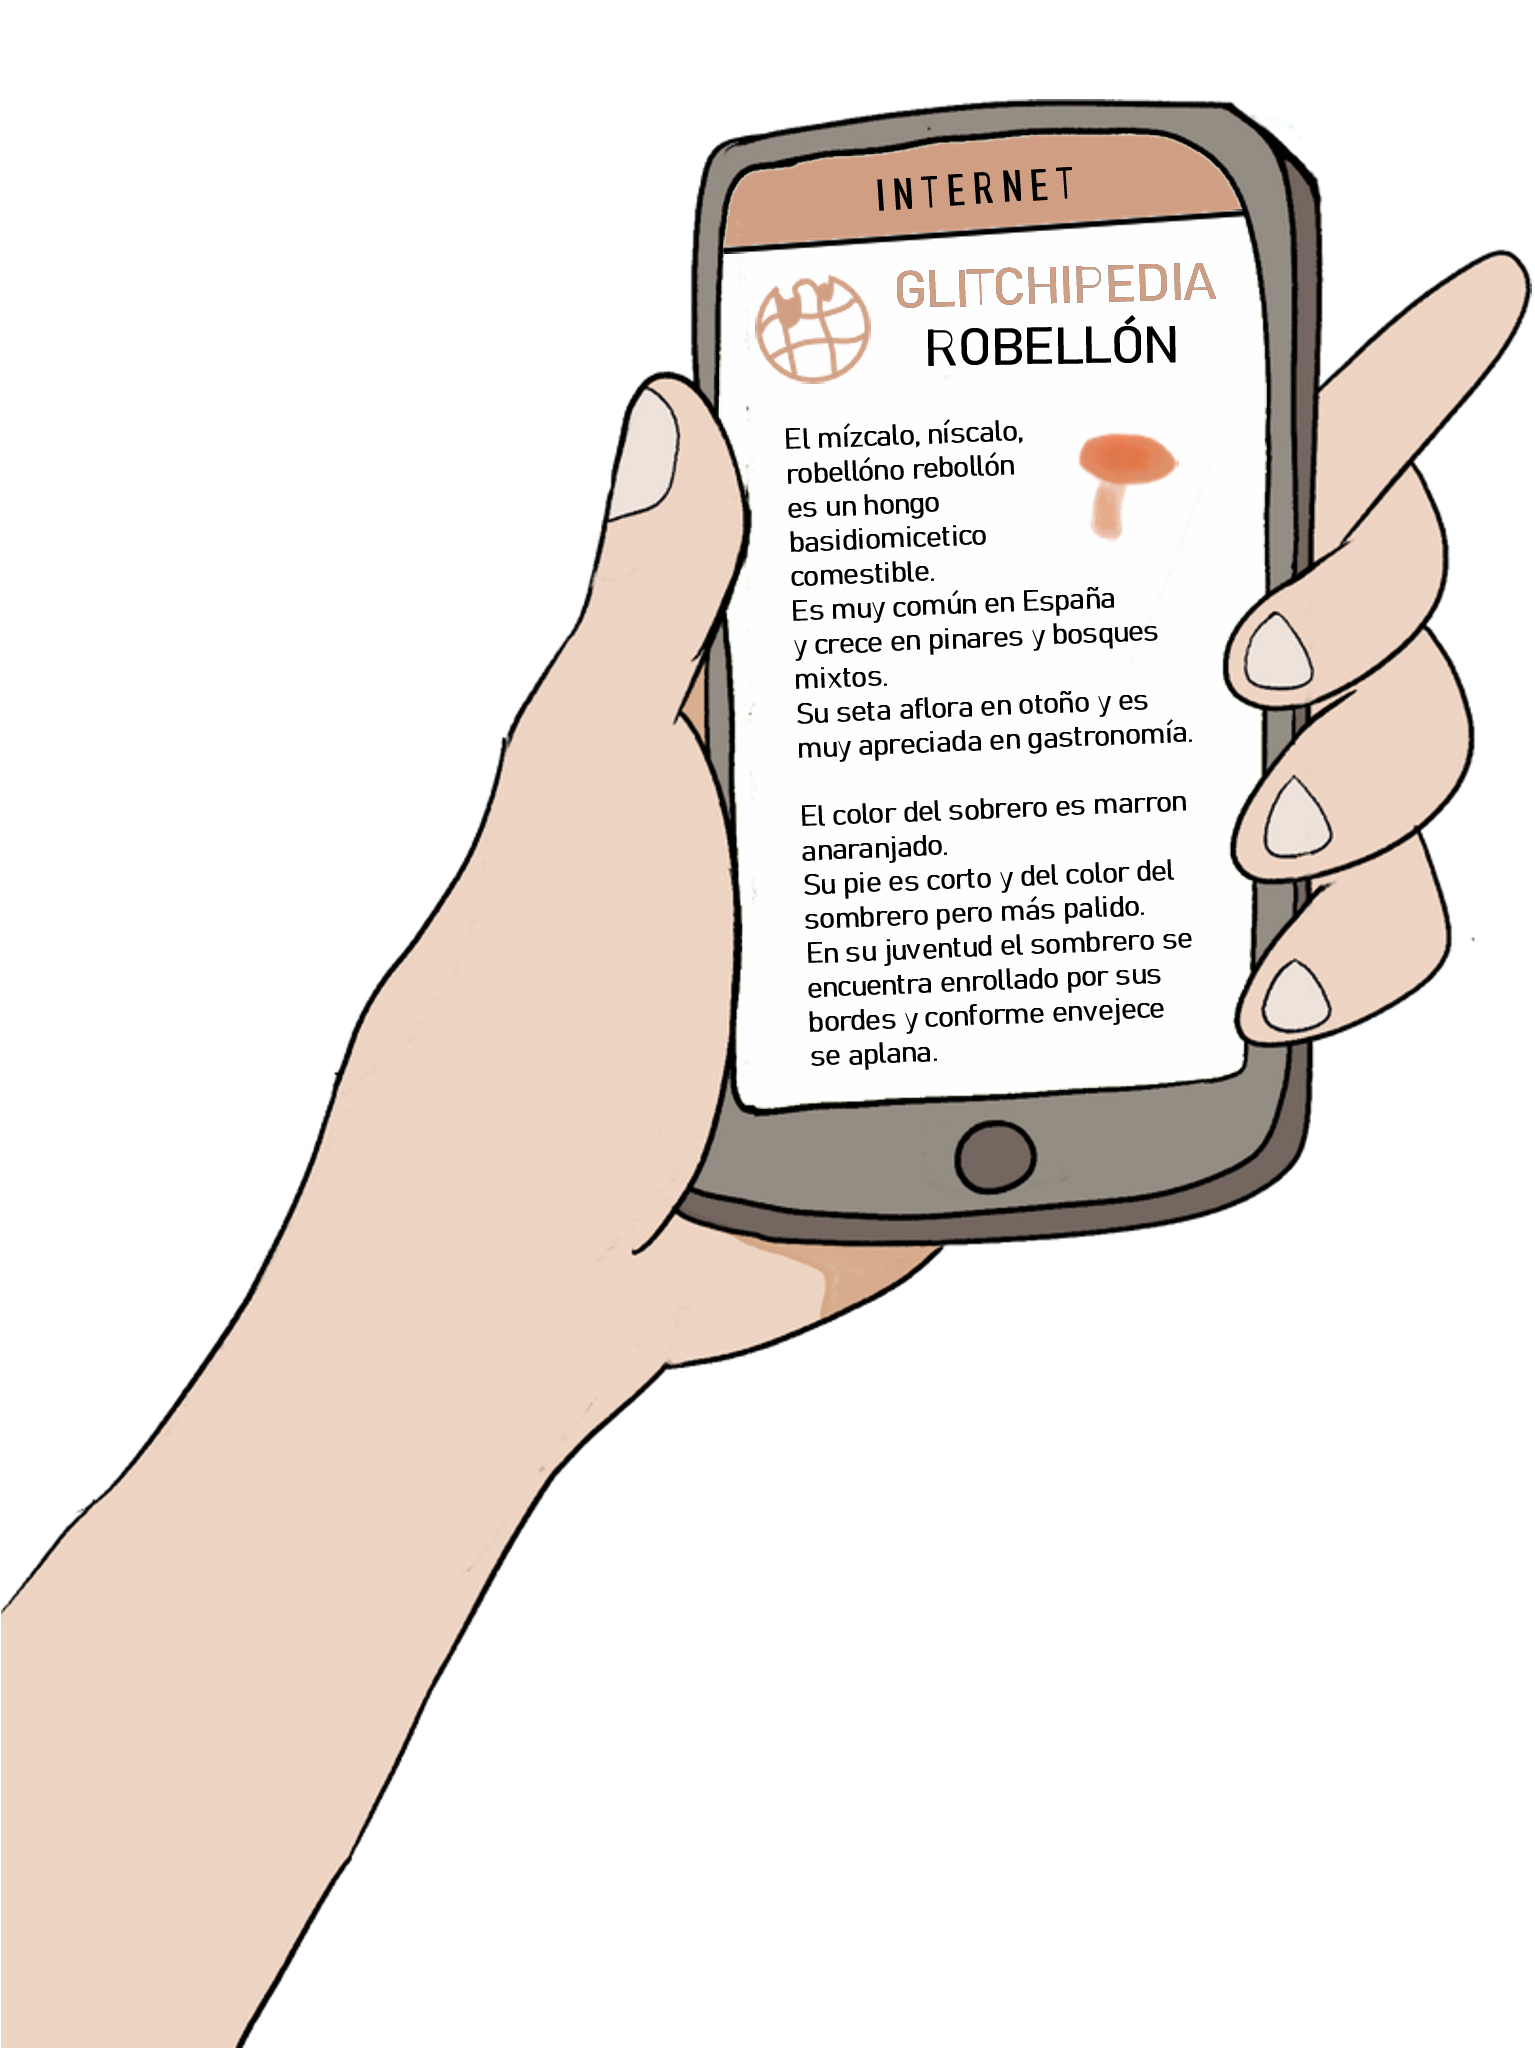 INTERNET
GLITCHIPEDIA
ROBELLÓN
El mízcalo, níscalo,
robellóno rebollón
es un hongo
basidiomicetico
comestible.
Es muy común en España
y crece en pinares y bosques
mixtos.
Su seta aflora en otoño y es
muy apreciada en gastronomía.
El color del sobrero es marron
anaranjado.
Su pie es corto y del color del
sombrero pero más palido.
En su juventud el sombrero se
encuentra enrollado por sus
bordes y conforme envejece
se aplana.